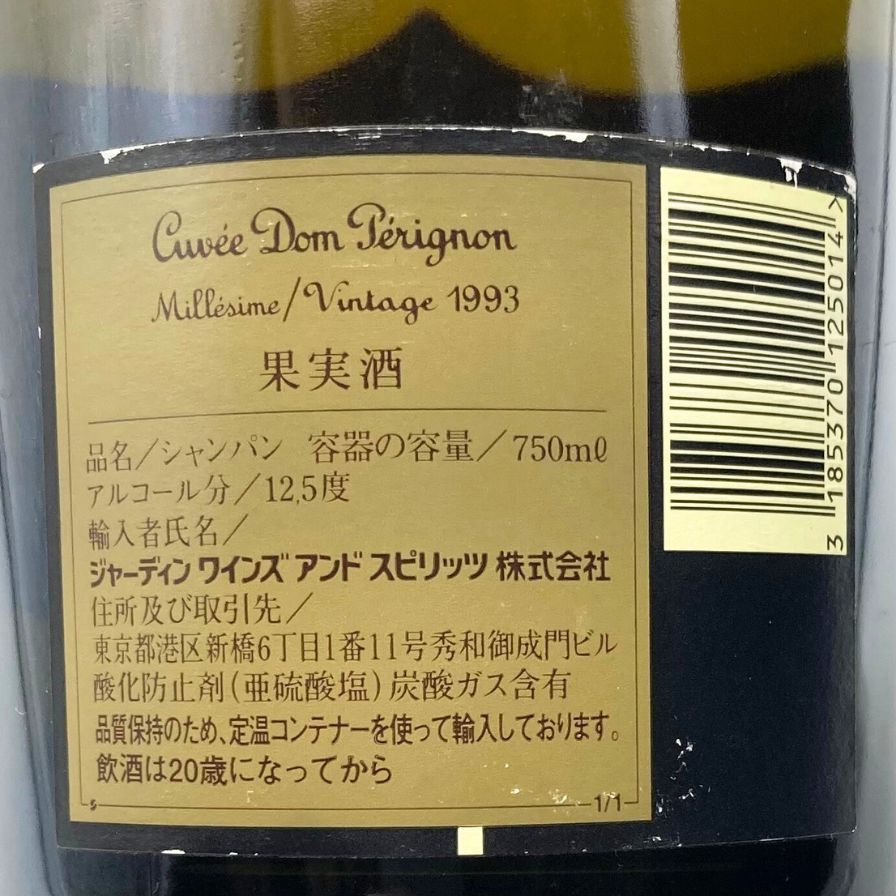 Cuvée Dom Pérignon
Millésime/Vintage 1993
果実酒
品名/シャンパン 容器の容量/750mℓ
アルコール分/12,5度
輸入者氏名/
ジャーディン ワインズ アンド スピリッツ 株式会社
住所及び取引先/
東京都港区新橋6丁目1番11号秀和御成門ビル
酸化防止剤(亜硫酸塩)炭酸ガス含有
品質保持のため、定温コンテナーを使って輸入しております。
飲酒は20歳になってから
s
1/1
3 185370 125014 >